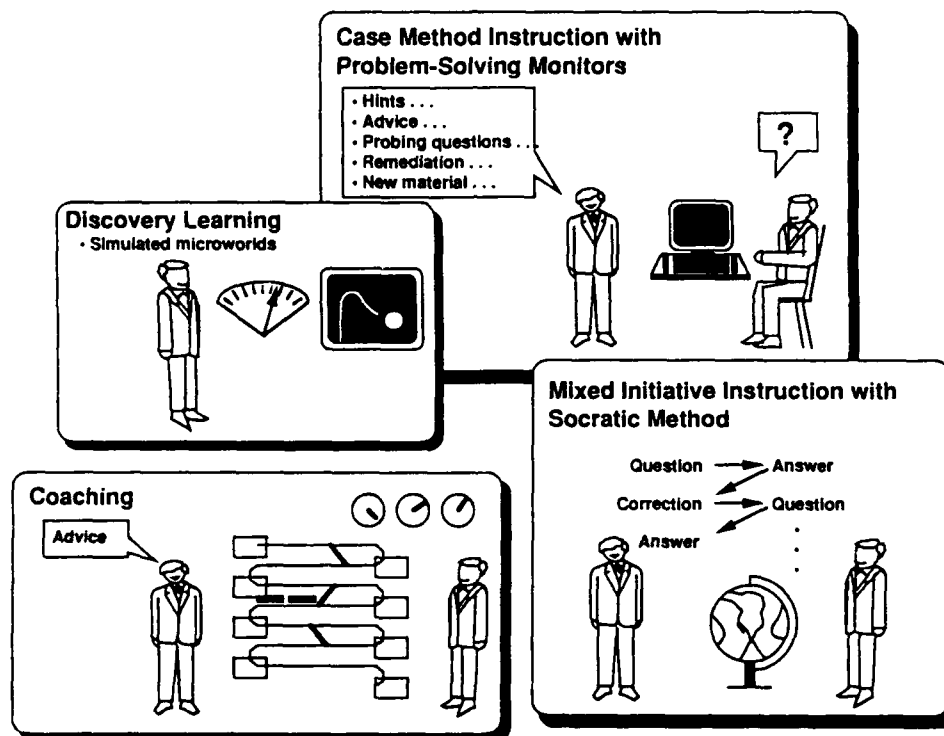 Case Method Instruction with
Problem-Solving Monitors
• Hints . . .
• Advice . . .
• Probing questions . . .
• Remediation . . .
• New material . . .
?
Discovery Learning
• Simulated microworlds
Mixed Initiative Instruction with
Socratic Method
Question Answer
Correction Question
Answer
Coaching
Advice